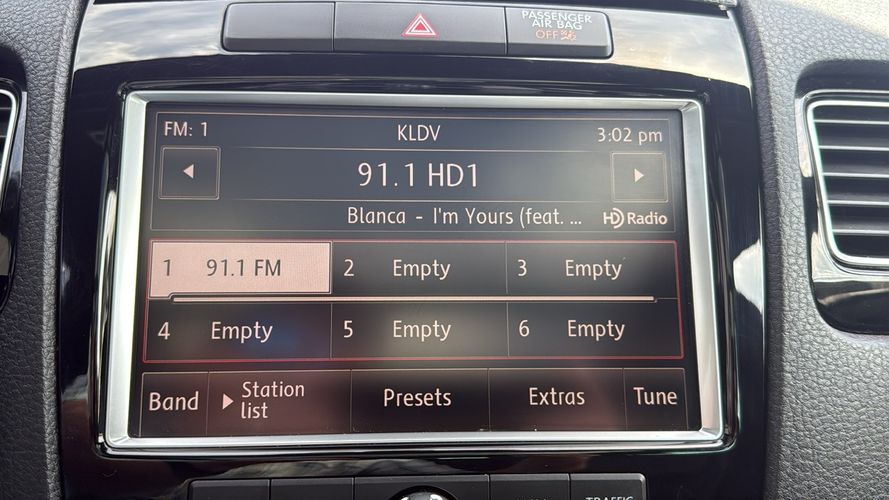 PASSENGER
AIR BAG
OFF
FM: 1 KLDV 3:02 pm
91.1 HD1
Blanca - I'm Yours (feat. ... HD Radio
1 91.1 FM 2 Empty 3 Empty
4 Empty 5 Empty 6 Empty
Band Station list Presets Extras Tune
TRAFFIC